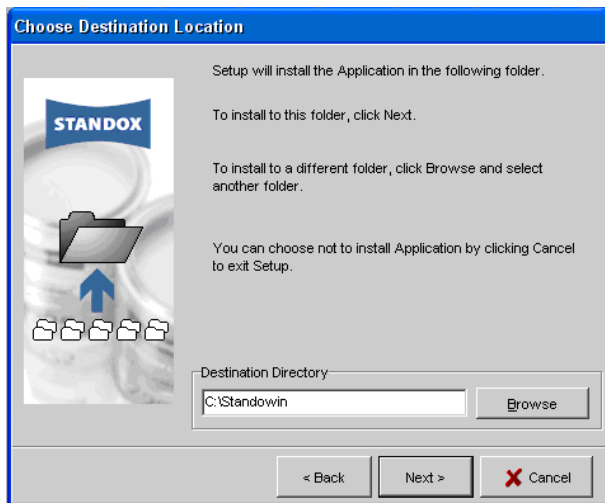 Choose Destination Location
STANDOX
Setup will install the Application in the following folder.
To install to this folder, click Next.
To install to a different folder, click Browse and select
another folder.
You can choose not to install Application by clicking Cancel
to exit Setup.
Destination Directory
C:\Standowin
Browse
< Back
Next >
Cancel